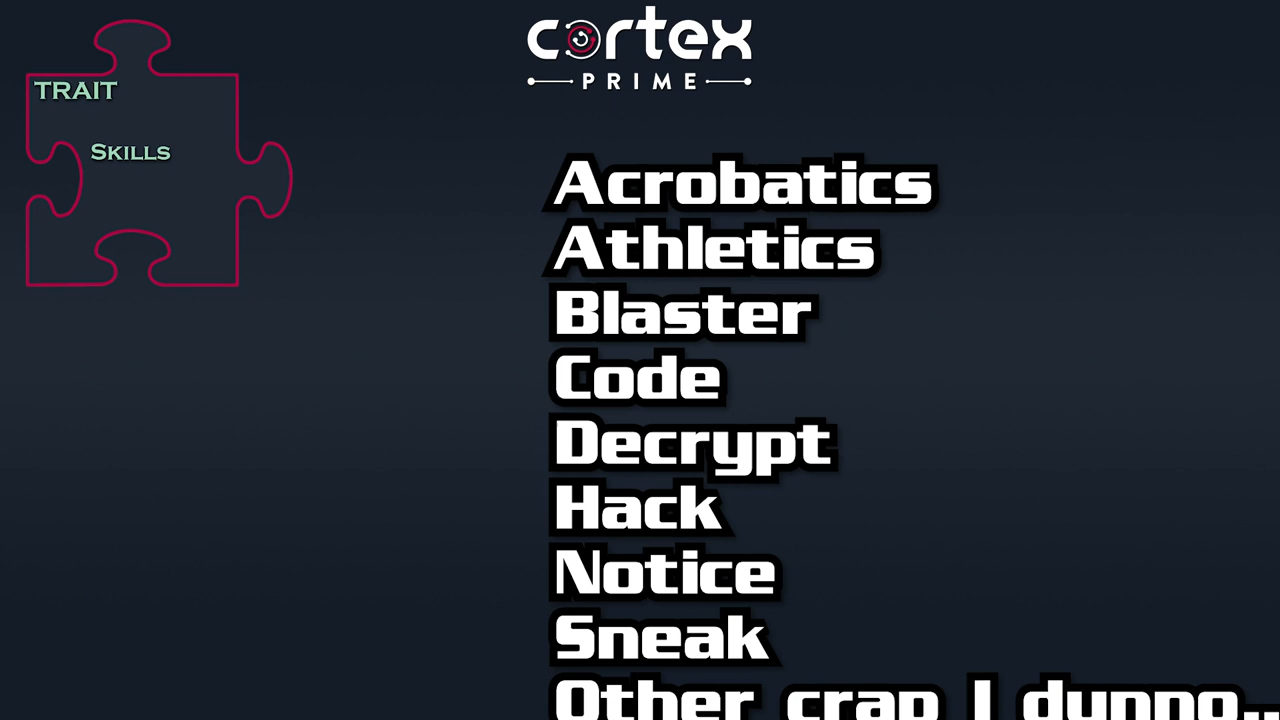 cortex
PRIME
TRAIT
Skills
Acrobatics
Athletics
Blaster
Code
Decrypt
Hack
Notice
Sneak
Other crap I dunno...